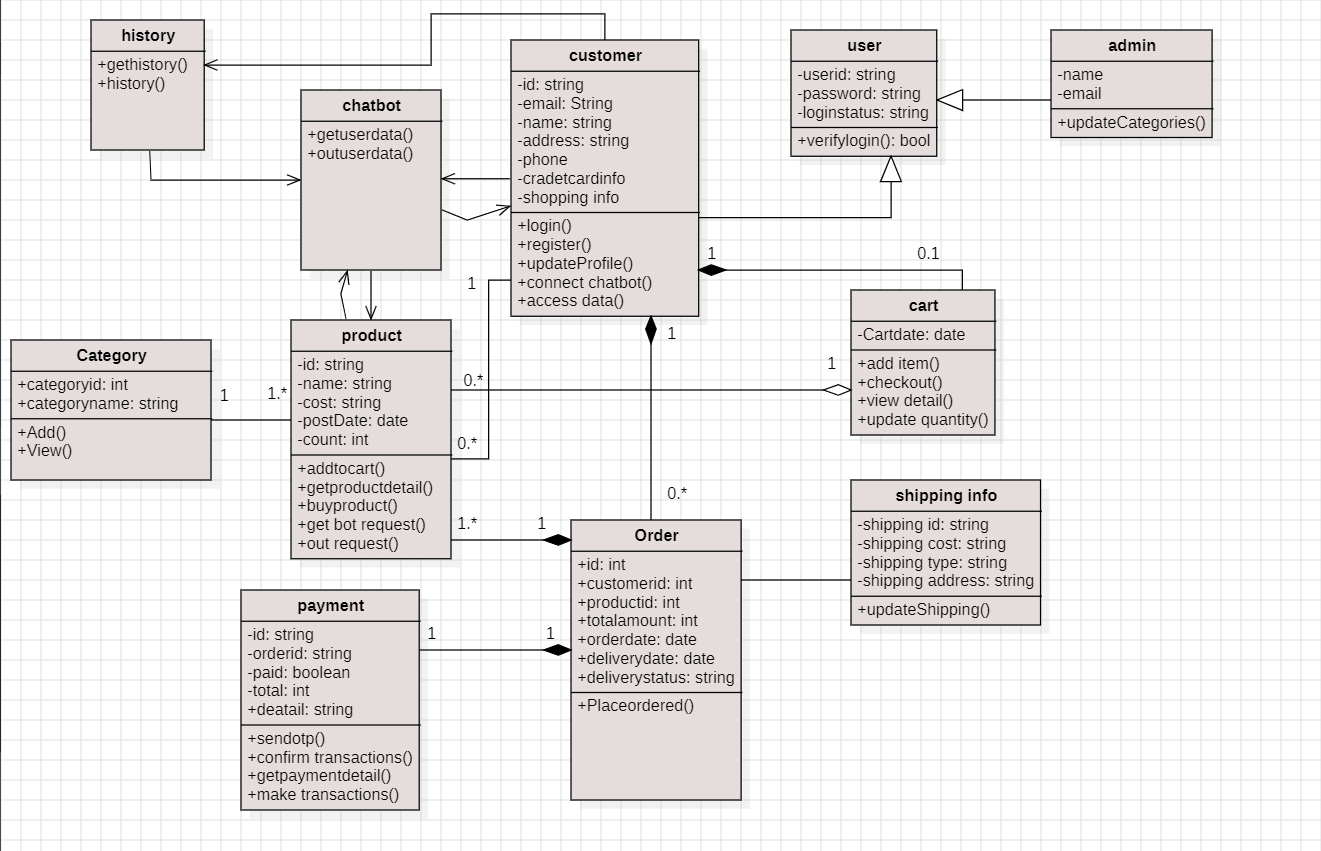 history
+gethistory()
+history()
chatbot
+getuserdata()
+outuserdata()
customer
-id: string
-email: String
-name: string
-address: string
-phone
-cradetcardinfo
-shopping info
+login()
+register()
+updateProfile()
+connect chatbot()
+access data()
user
-userid: string
-password: string
-loginstatus: string
+verifylogin(): bool
admin
-name
-email
+updateCategories()
1
0.1
1
1
cart
-Cartdate: date
+add item()
+checkout()
+view detail()
+update quantity()
1
0.*
Category
+categoryid: int
+categoryname: string
+Add()
+View()
1
1.*
product
-id: string
-name: string
-cost: string
-postDate: date
-count: int
+addtocart()
+getproductdetail()
+buyproduct()
+get bot request()
+out request()
0.*
0.*
1.*
1
Order
+id: int
+customerid: int
+productid: int
+totalamount: int
+orderdate: date
+deliverydate: date
+deliverystatus: string
+Placeordered()
shipping info
-shipping id: string
-shipping cost: string
-shipping type: string
-shipping address: string
+updateShipping()
payment
-id: string
-orderid: string
-paid: boolean
-total: int
+deatail: string
+sendotp()
+confirm transactions()
+getpaymentdetail()
+make transactions()
1
1